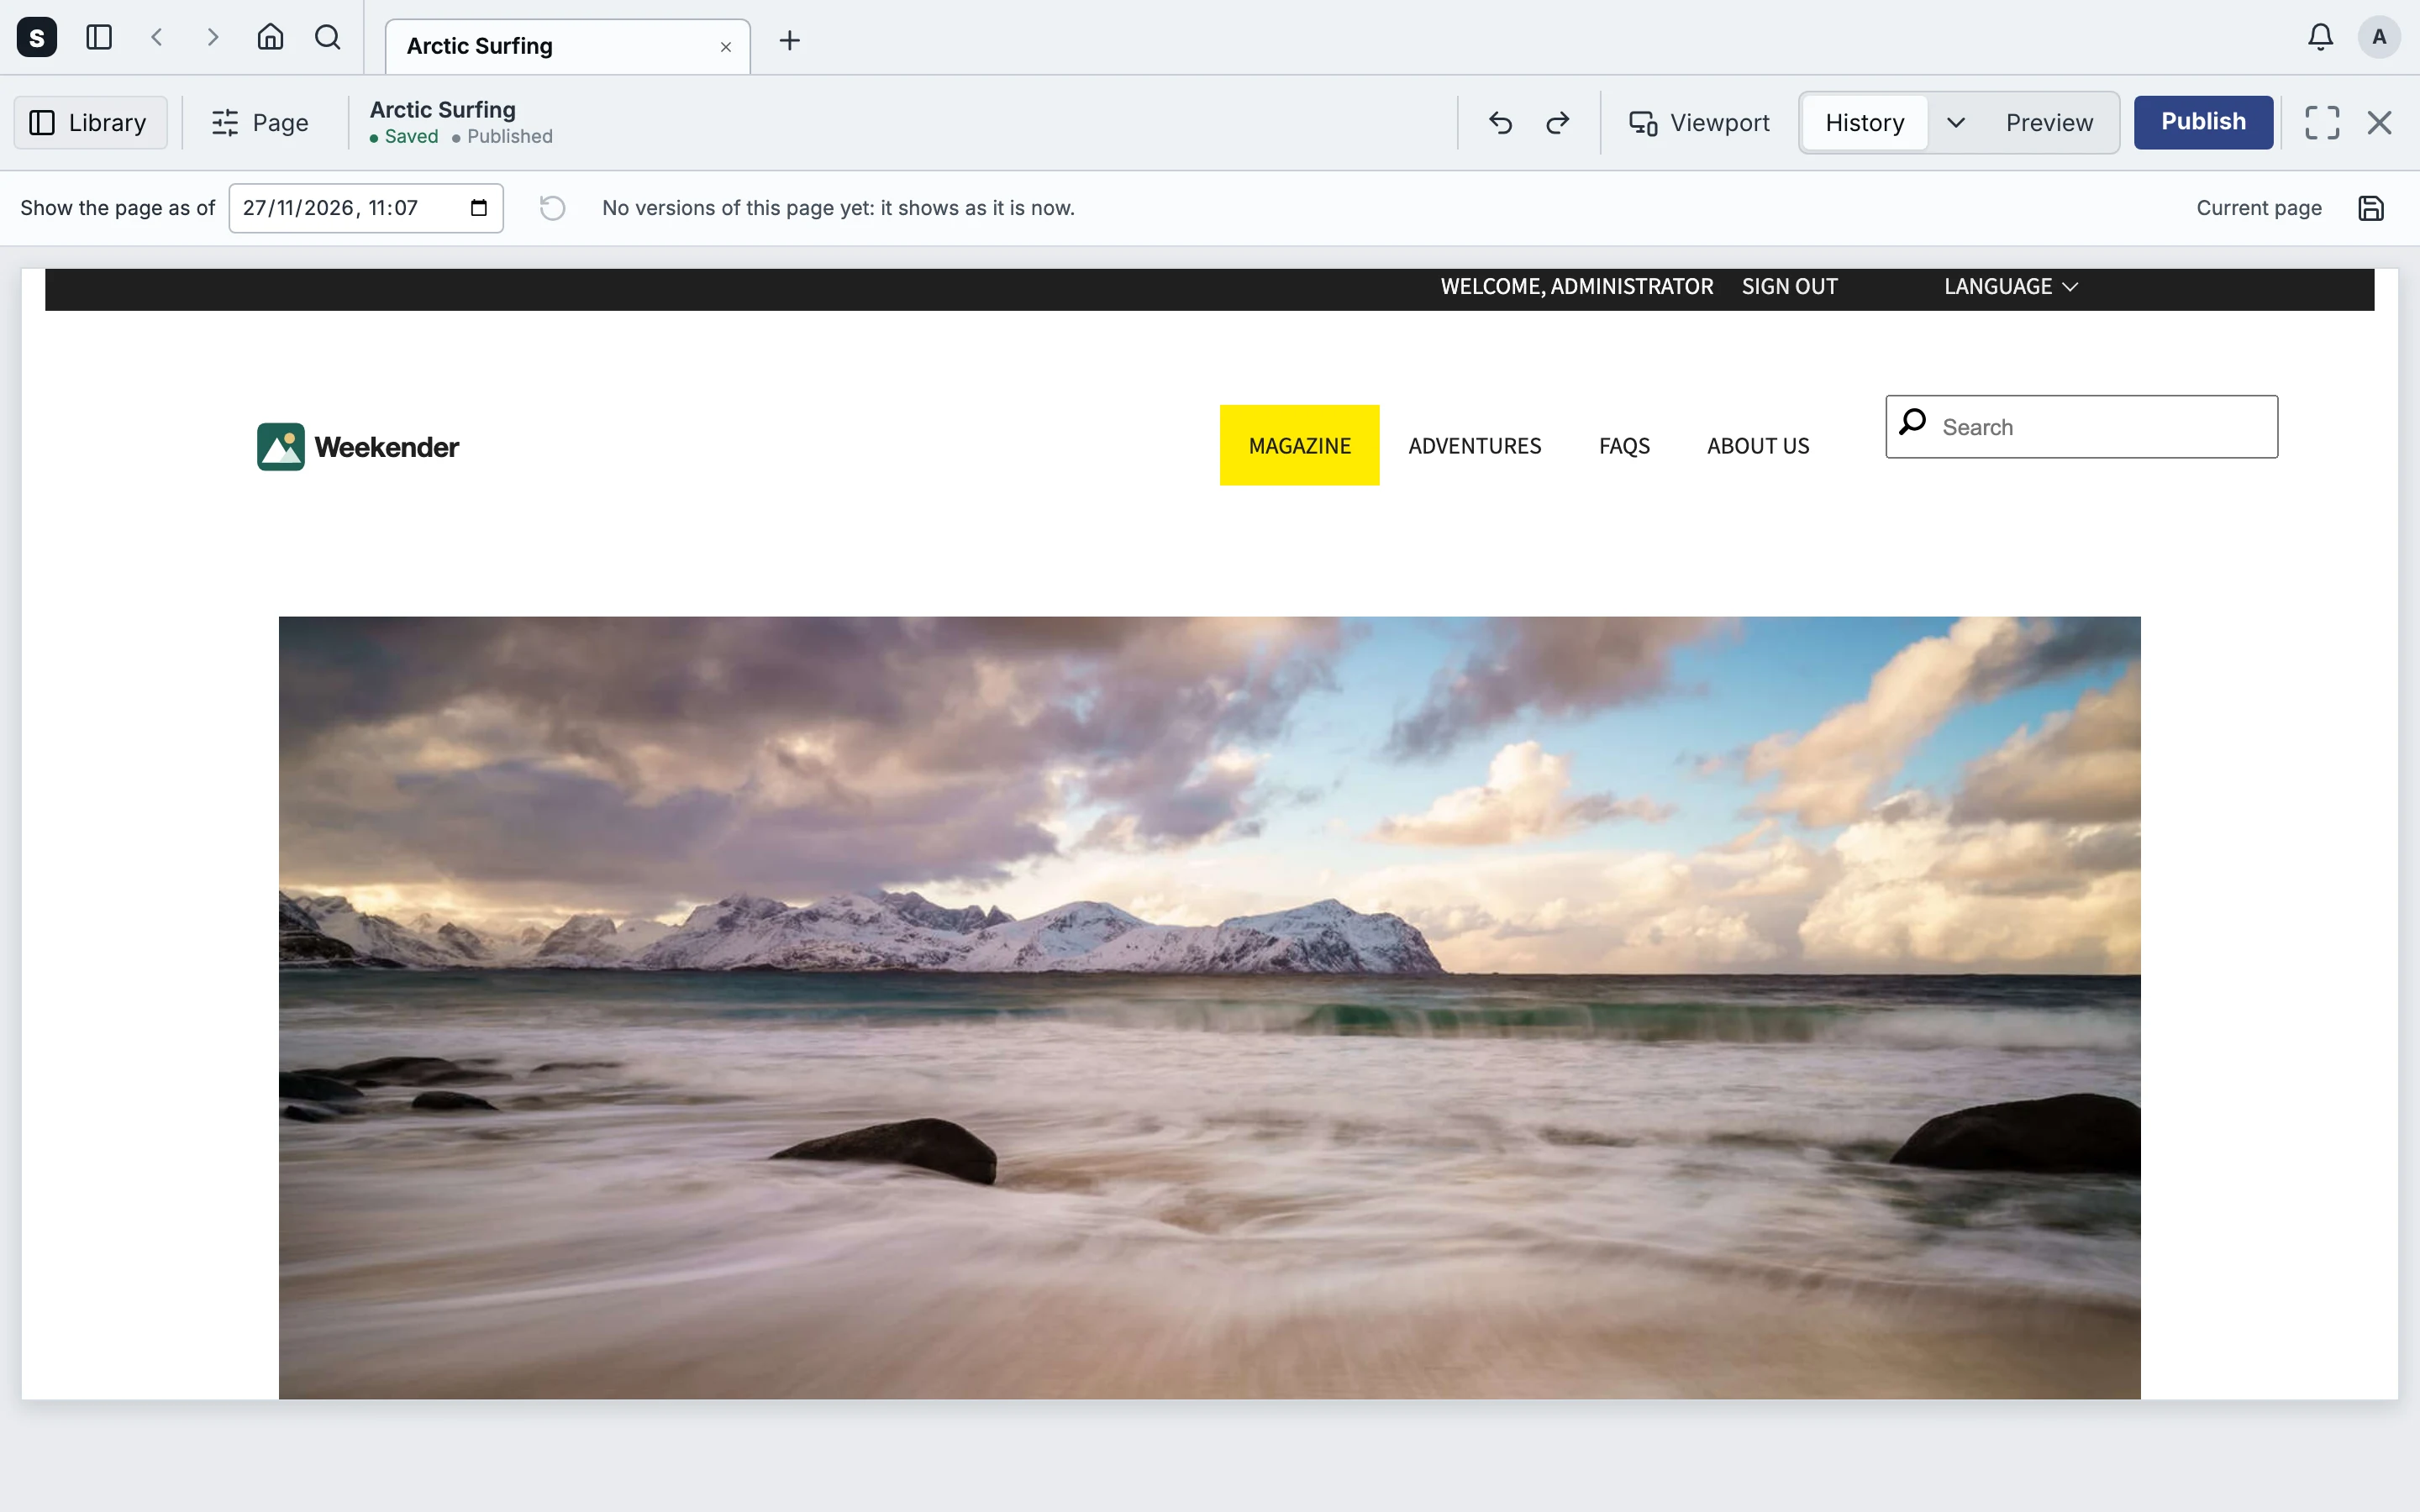 S
Arctic Surfing
A
Library
Page
Arctic Surfing
Saved
Published
Viewport
History
Preview
Publish
Show the page as of
27/11/2026, 11:07
No versions of this page yet: it shows as it is now.
Current page
WELCOME, ADMINISTRATOR
SIGN OUT
LANGUAGE
Weekender
MAGAZINE
ADVENTURES
FAQS
ABOUT US
Search